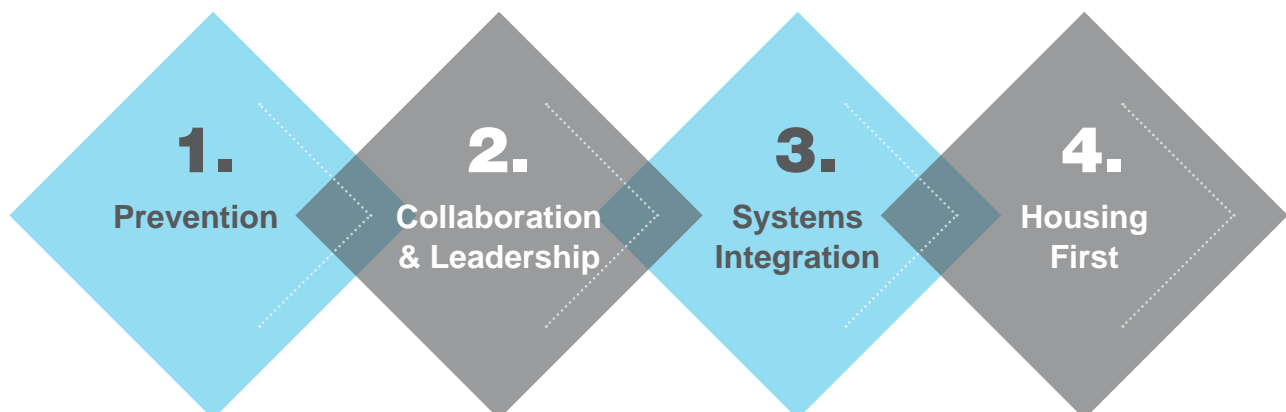 1.
Prevention
2.
Collaboration
& Leadership
3.
Systems
Integration
4.
Housing
First